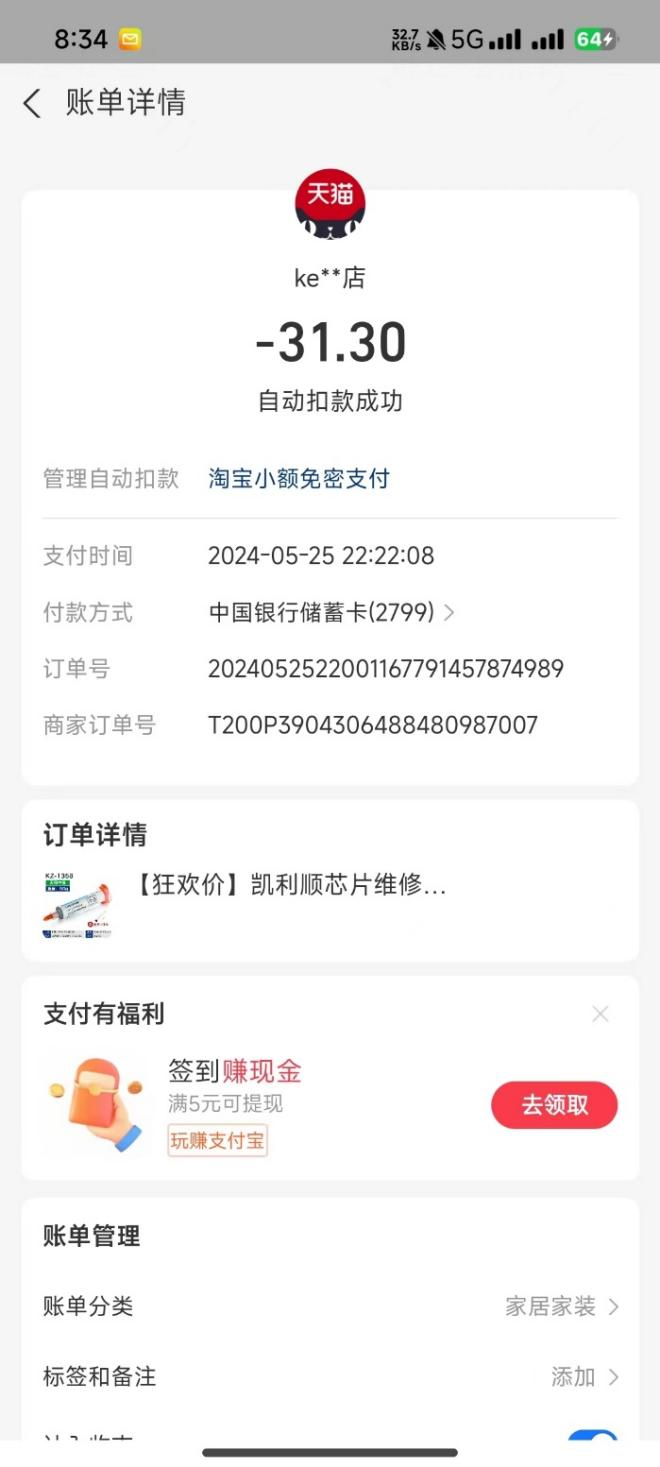 8:34
32.7
KB/s
5G
64
账单详情
天猫
ke**店
-31.30
自动扣款成功
管理自动扣款 淘宝小额免密支付
支付时间 2024-05-25 22:22:08
付款方式 中国银行储蓄卡(2799)
订单号 2024052522001167791457874989
商家订单号 T200P3904306488480987007
订单详情
KZ-1368
【狂欢价】凯利顺芯片维修...
支付有福利
签到赚现金
满5元可提现
玩赚支付宝
去领取
账单管理
账单分类 家居家装
标签和备注 添加